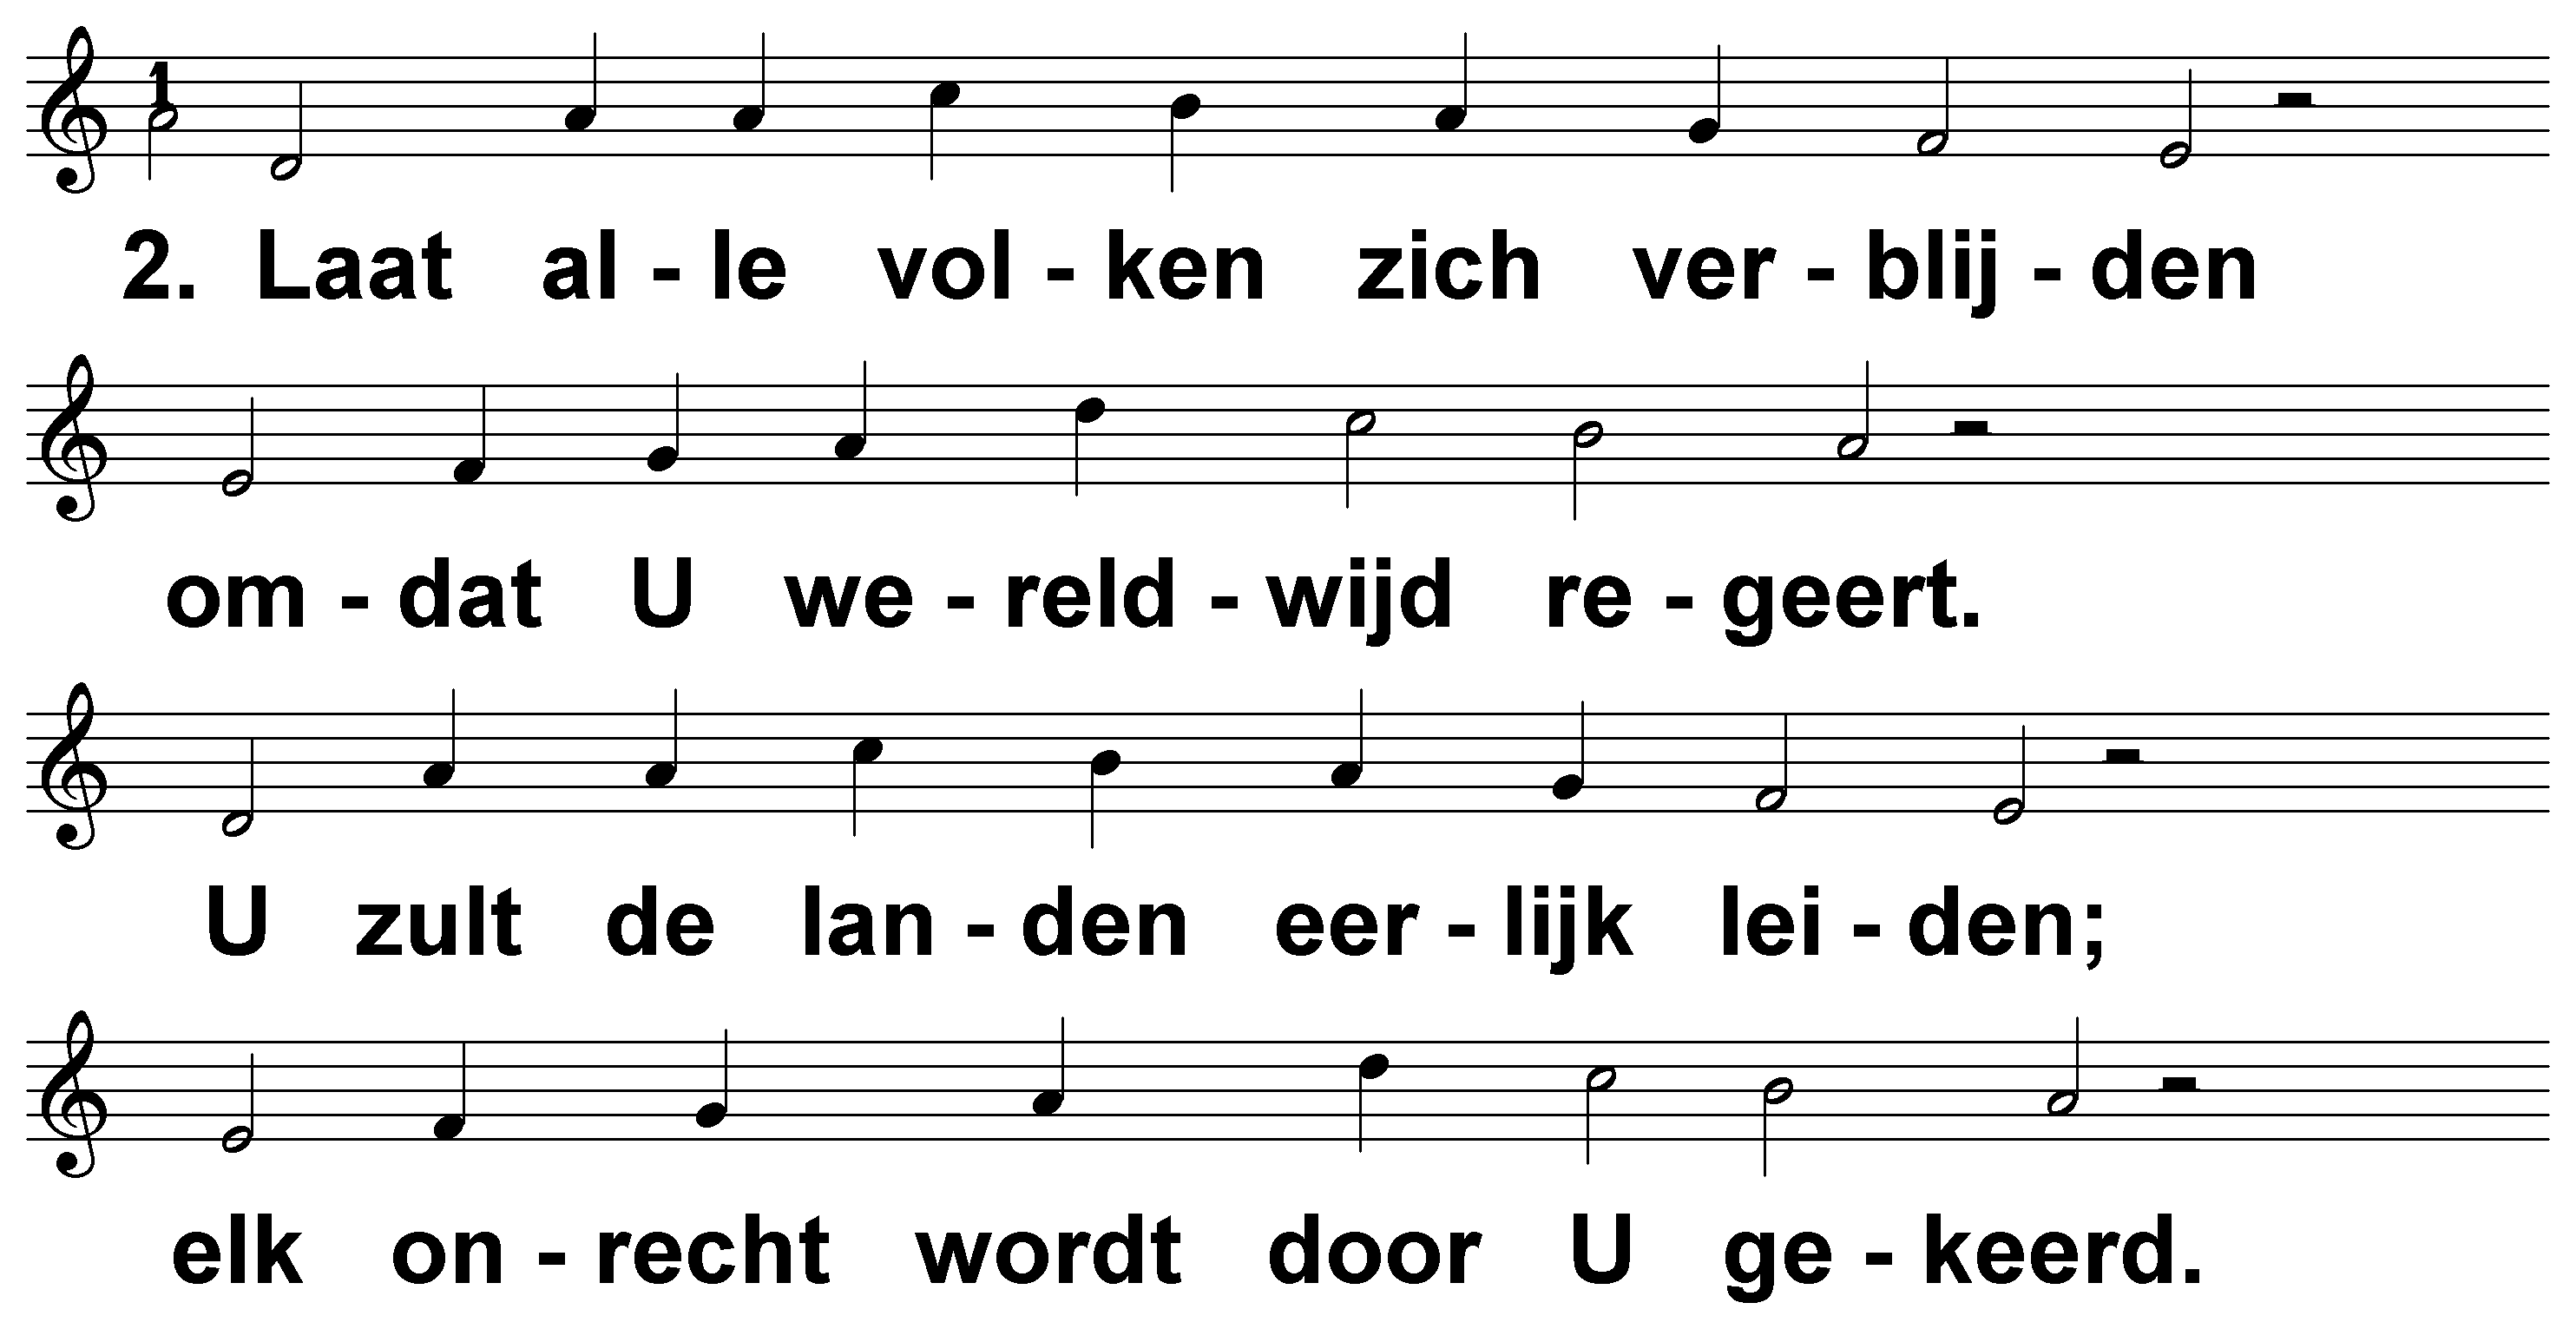 1
2. Laat al - le vol - ken zich ver - blij - den
om - dat U we - reld - wijd re - geert.
U zult de lan - den eer - lijk lei - den;
elk on - recht wordt door U ge - keerd.